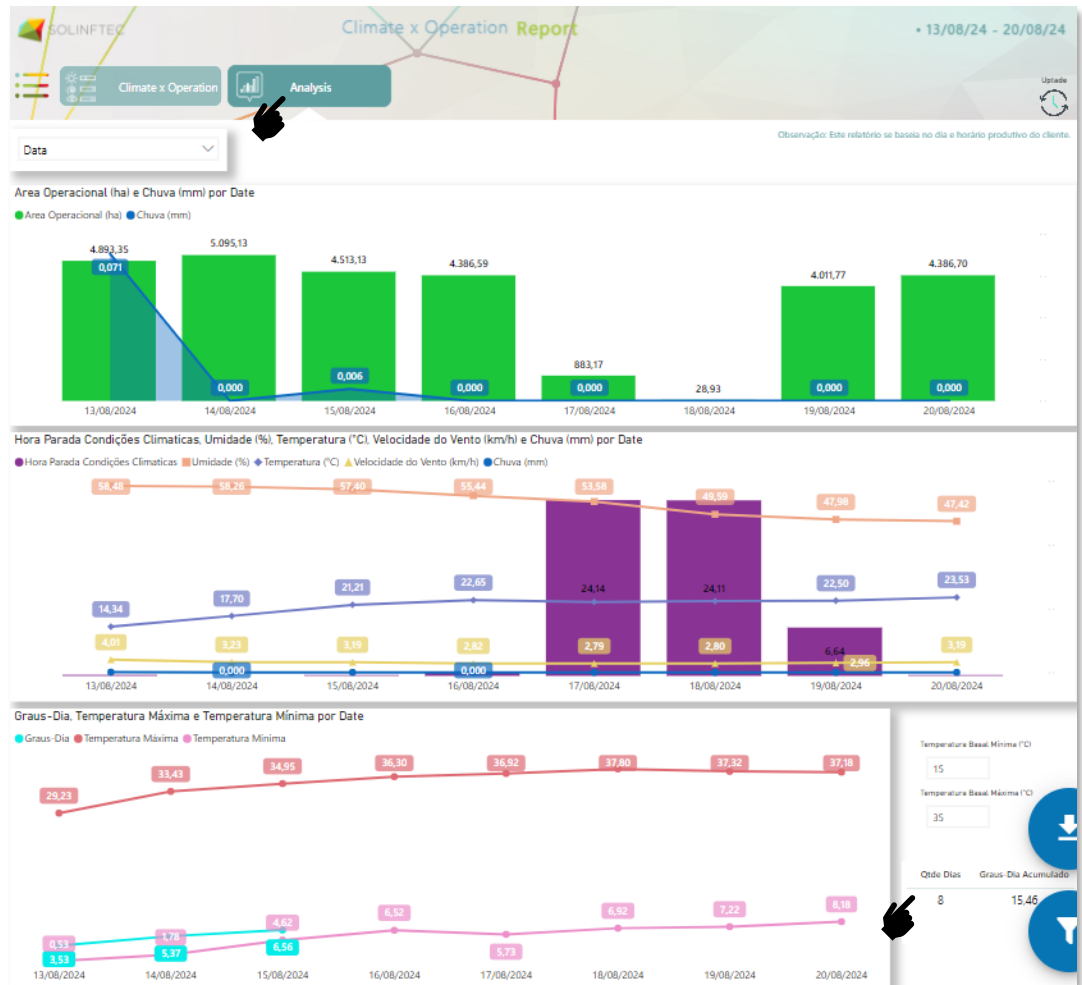 SOLINFTEC
Climate x Operation Report
• 13/08/24 - 20/08/24
Climate x Operation
Analysis
Uptade
Observação: Este relatório se baseia no dia e horário produtivo do cliente.
Data
Area Operacional (ha) e Chuva (mm) por Date
Area Operacional (ha) Chuva (mm)
4.893,35 5.095,13 4.513,13 4.386,59 883,17 28,93 4.011,77 4.386,70
0,071 0,000 0,006 0,000 0,000 0,000 0,000
13/08/2024 14/08/2024 15/08/2024 16/08/2024 17/08/2024 18/08/2024 19/08/2024 20/08/2024
Hora Parada Condições Climaticas, Umidade (%), Temperatura (°C), Velocidade do Vento (km/h) e Chuva (mm) por Date
Hora Parada Condições Climaticas Umidade (%) Temperatura (°C) Velocidade do Vento (km/h) Chuva (mm)
58,48 58,26 57,40 55,44 53,58 49,59 47,98 47,42
14,34 17,70 21,21 22,65 24,14 24,11 22,50 23,53
4,01 3,23 3,19 2,82 2,79 2,80 6,64 2,96 3,19
0,000 0,000
13/08/2024 14/08/2024 15/08/2024 16/08/2024 17/08/2024 18/08/2024 19/08/2024 20/08/2024
Graus-Dia, Temperatura Máxima e Temperatura Mínima por Date
Graus-Dia Temperatura Máxima Temperatura Minima
29,23 33,43 34,95 36,30 36,92 37,80 37,32 37,18
0,53 1,78 4,62 6,52 5,73 6,92 7,22 8,18
3,53 5,37 6,56
13/08/2024 14/08/2024 15/08/2024 16/08/2024 17/08/2024 18/08/2024 19/08/2024 20/08/2024
Temperatura Basal Mínima (°C)
15
Temperatura Basal Máxima (°C)
35
Qtde Dias Graus-Dia Acumulado
8 15,46